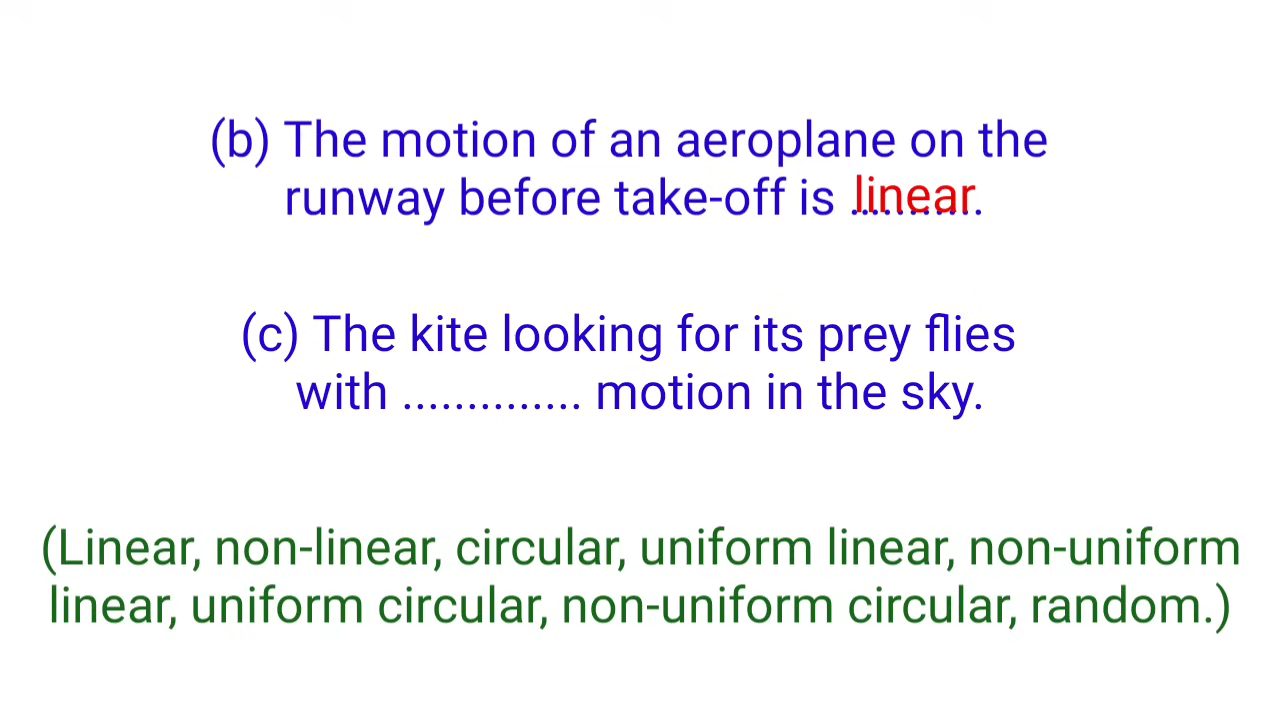 (b) The motion of an aeroplane on the
runway before take-off is linear.
(c) The kite looking for its prey flies
with .............. motion in the sky.
(Linear, non-linear, circular, uniform linear, non-uniform
linear, uniform circular, non-uniform circular, random.)